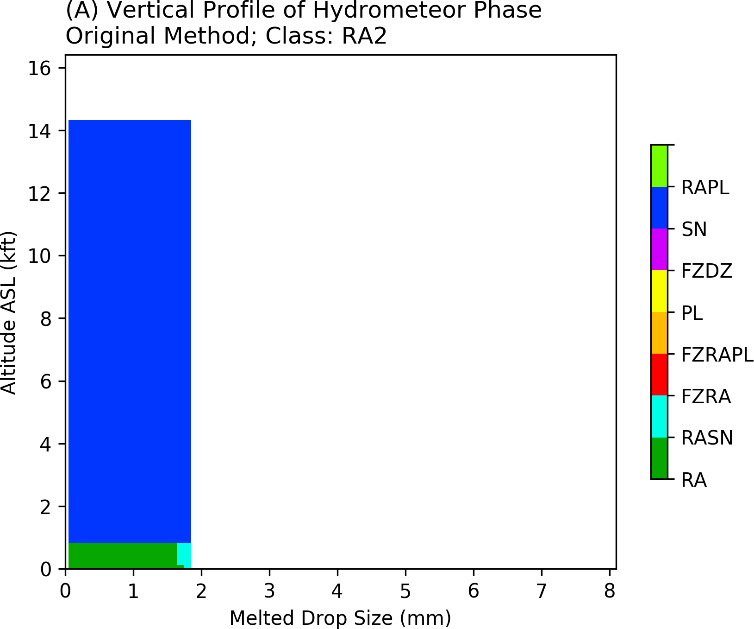 (A) Vertical Profile of Hydrometeor Phase
Original Method; Class: RA2
Altitude ASL (kft)
16
14
12
10
8
6
4
2
0
0 1 2 3 4 5 6 7 8
Melted Drop Size (mm)
RAPL
SN
FZDZ
PL
FZRAPL
FZRA
RASN
RA